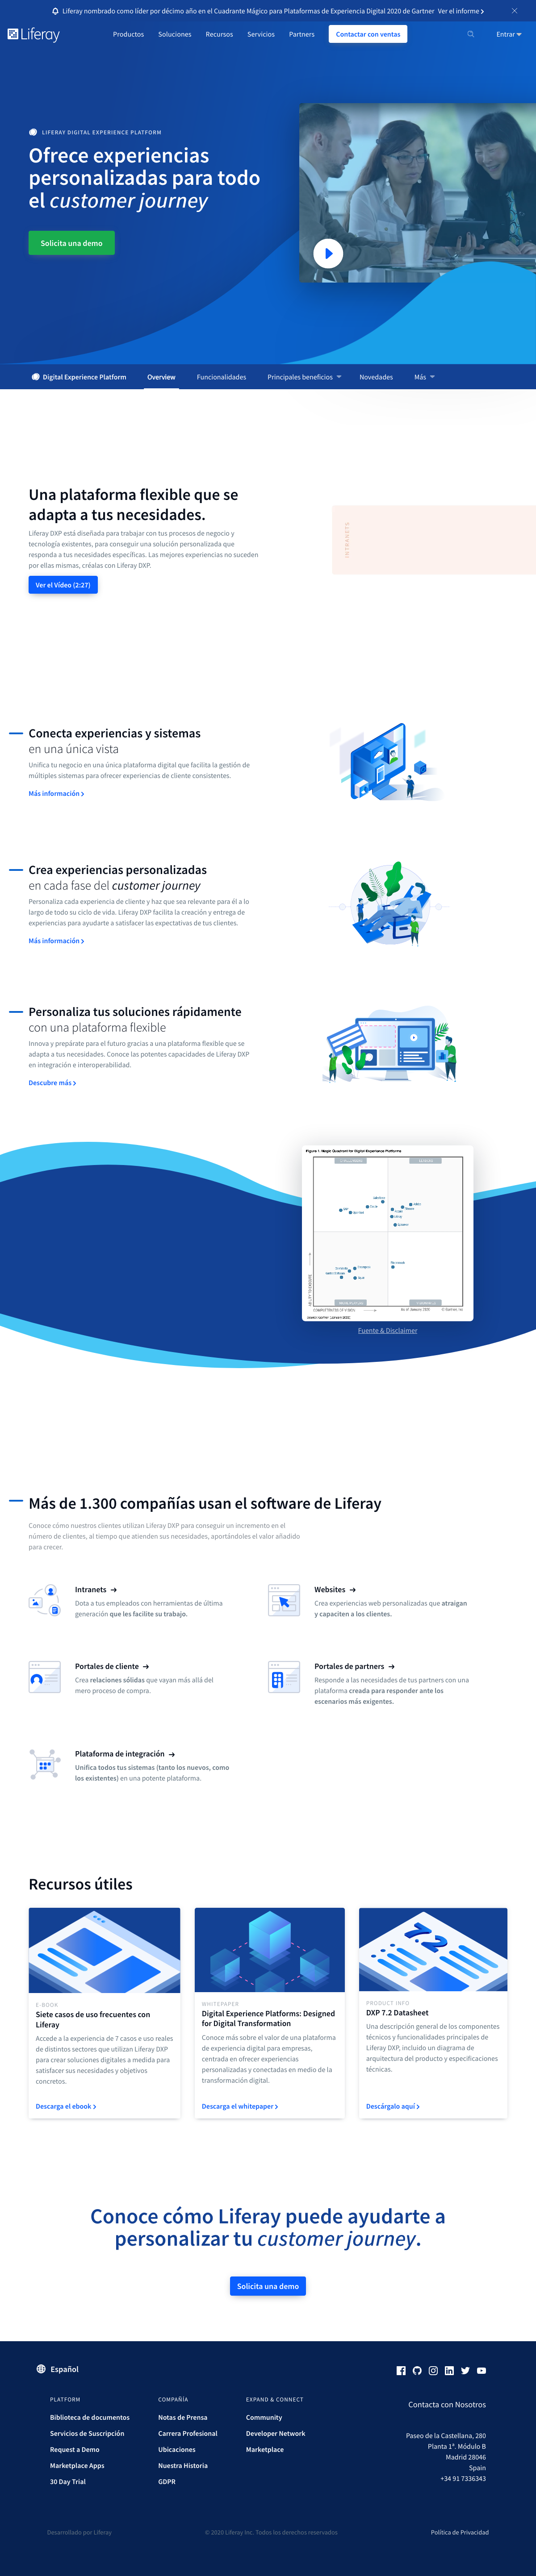 Liferay nombrado como líder por décimo año en el Cuadrante Mágico para Plataformas de Experiencia Digital 2020 de Gartner Ver el informe
Liferay
Productos Soluciones Recursos Servicios Partners Contactar con ventas Entrar
LIFERAY DIGITAL EXPERIENCE PLATFORM
Ofrece experiencias
personalizadas para todo
el customer journey
Solicita una demo
Digital Experience Platform Overview Funcionalidades Principales beneficios Novedades Más
Una plataforma flexible que se
adapta a tus necesidades.
Liferay DXP está diseñada para trabajar con tus procesos de negocio y
tecnología existentes, para conseguir una solución personalizada que
responda a tus necesidades específicas. Las mejores experiencias no suceden
por ellas mismas, créalas con Liferay DXP.
Ver el Vídeo (2:27)
INTRANETS
Conecta experiencias y sistemas
en una única vista
Unifica tu negocio en una única plataforma digital que facilita la gestión de
múltiples sistemas para ofrecer experiencias de cliente consistentes.
Más información
Crea experiencias personalizadas
en cada fase del customer journey
Personaliza cada experiencia de cliente y haz que sea relevante para él a lo
largo de todo su ciclo de vida. Liferay DXP facilita la creación y entrega de
experiencias para ayudarte a satisfacer las expectativas de tus clientes.
Más información
Personaliza tus soluciones rápidamente
con una plataforma flexible
Innova y prepárate para el futuro gracias a una plataforma flexible que se
adapta a tus necesidades. Conoce las potentes capacidades de Liferay DXP
en integración e interoperabilidad.
Descubre más
Figure 1. Magic Quadrant for Digital Experience Platforms
COMPLETENESS OF VISION
As of January 2020 © Gartner, Inc
Source: Gartner (January 2020)
Fuente & Disclaimer
Más de 1.300 compañías usan el software de Liferay
Conoce cómo nuestros clientes utilizan Liferay DXP para conseguir un incremento en el
número de clientes, al tiempo que atienden sus necesidades, aportándoles el valor añadido
para crecer.
Intranets
Dota a tus empleados con herramientas de última
generación que les facilite su trabajo.
Websites
Crea experiencias web personalizadas que atraigan
y capaciten a los clientes.
Portales de cliente
Crea relaciones sólidas que vayan más allá del
mero proceso de compra.
Portales de partners
Responde a las necesidades de tus partners con una
plataforma creada para responder ante los
escenarios más exigentes.
Plataforma de integración
Unifica todos tus sistemas (tanto los nuevos, como
los existentes) en una potente plataforma.
Recursos útiles
E-BOOK
Siete casos de uso frecuentes con
Liferay
Accede a la experiencia de 7 casos e uso reales
de distintos sectores que utilizan Liferay DXP
para crear soluciones digitales a medida para
satisfacer sus necesidades y objetivos
concretos.
Descarga el ebook
WHITEPAPER
Digital Experience Platforms: Designed
for Digital Transformation
Conoce más sobre el valor de una plataforma
de experiencia digital para empresas,
centrada en ofrecer experiencias
personalizadas y conectadas en medio de la
transformación digital.
Descarga el whitepaper
7.2
PRODUCT INFO
DXP 7.2 Datasheet
Una descripción general de los componentes
técnicos y funcionalidades principales de
Liferay DXP, incluido un diagrama de
arquitectura del producto y especificaciones
técnicas.
Descárgalo aquí
Conoce cómo Liferay puede ayudarte a
personalizar tu customer journey.
Solicita una demo
Español
PLATFORM
Biblioteca de documentos
Servicios de Suscripción
Request a Demo
Marketplace Apps
30 Day Trial
COMPAÑÍA
Notas de Prensa
Carrera Profesional
Ubicaciones
Nuestra Historia
GDPR
EXPAND & CONNECT
Community
Developer Network
Marketplace
Contacta con Nosotros
Paseo de la Castellana, 280
Planta 1ª. Módulo B
Madrid 28046
Spain
+34 91 7336343
Desarrollado por Liferay
© 2020 Liferay Inc. Todos los derechos reservados
Política de Privacidad